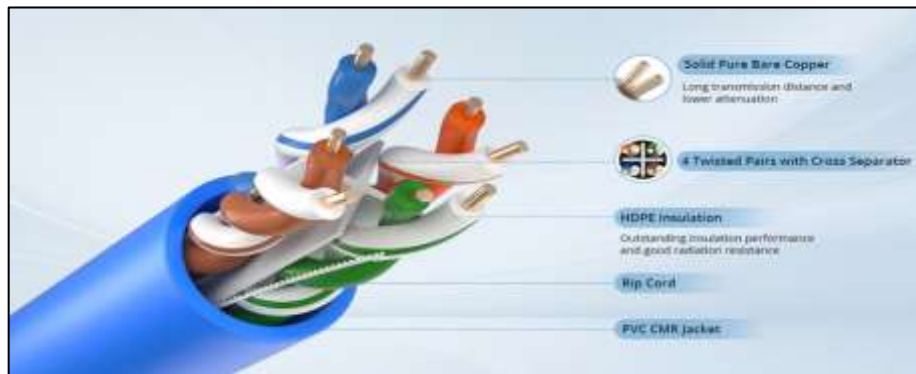 Solid Pure Bare Copper
Long transmission distance and
lower attenuation
4 Twisted Pairs with Cross Separator
HDPE Insulation
Outstanding insulation performance
and good radiation resistance
Rip Cord
PVC CMR Jacket